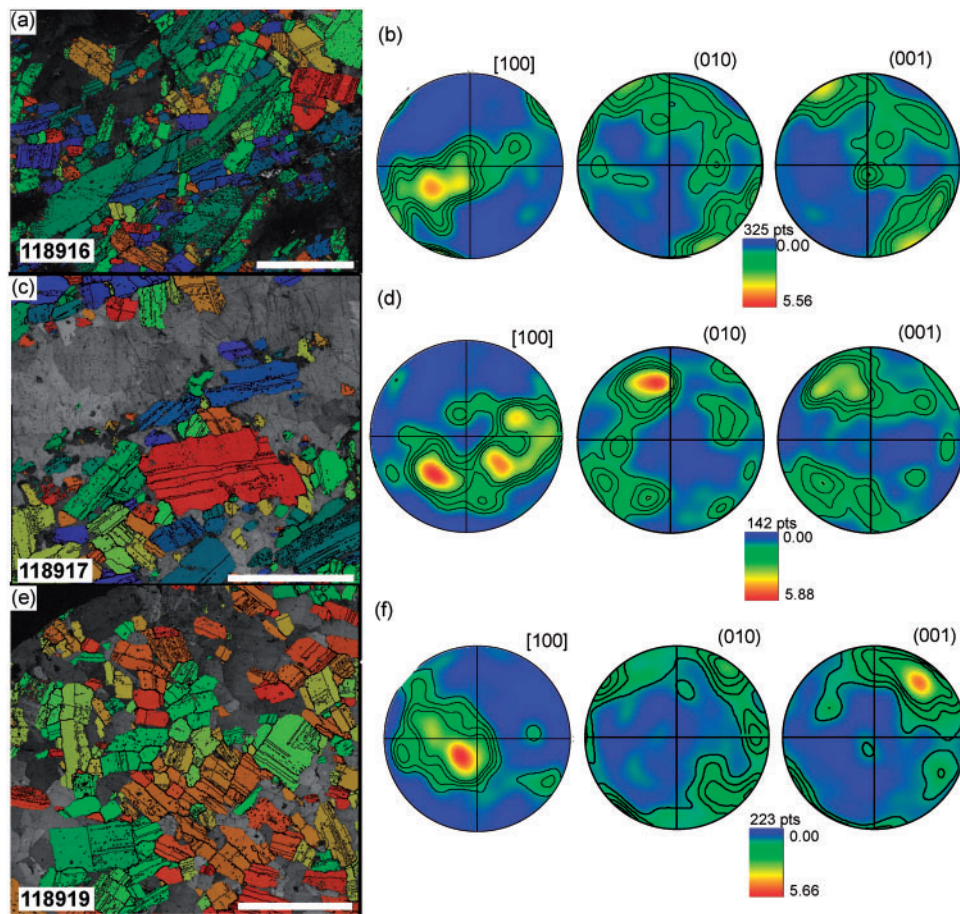 (a)
118916
(b)
[100]
(010)
(001)
325 pts
0.00
5.56
(c)
118917
(d)
[100]
(010)
(001)
142 pts
0.00
5.88
(e)
118919
(f)
[100]
(010)
(001)
223 pts
0.00
5.66